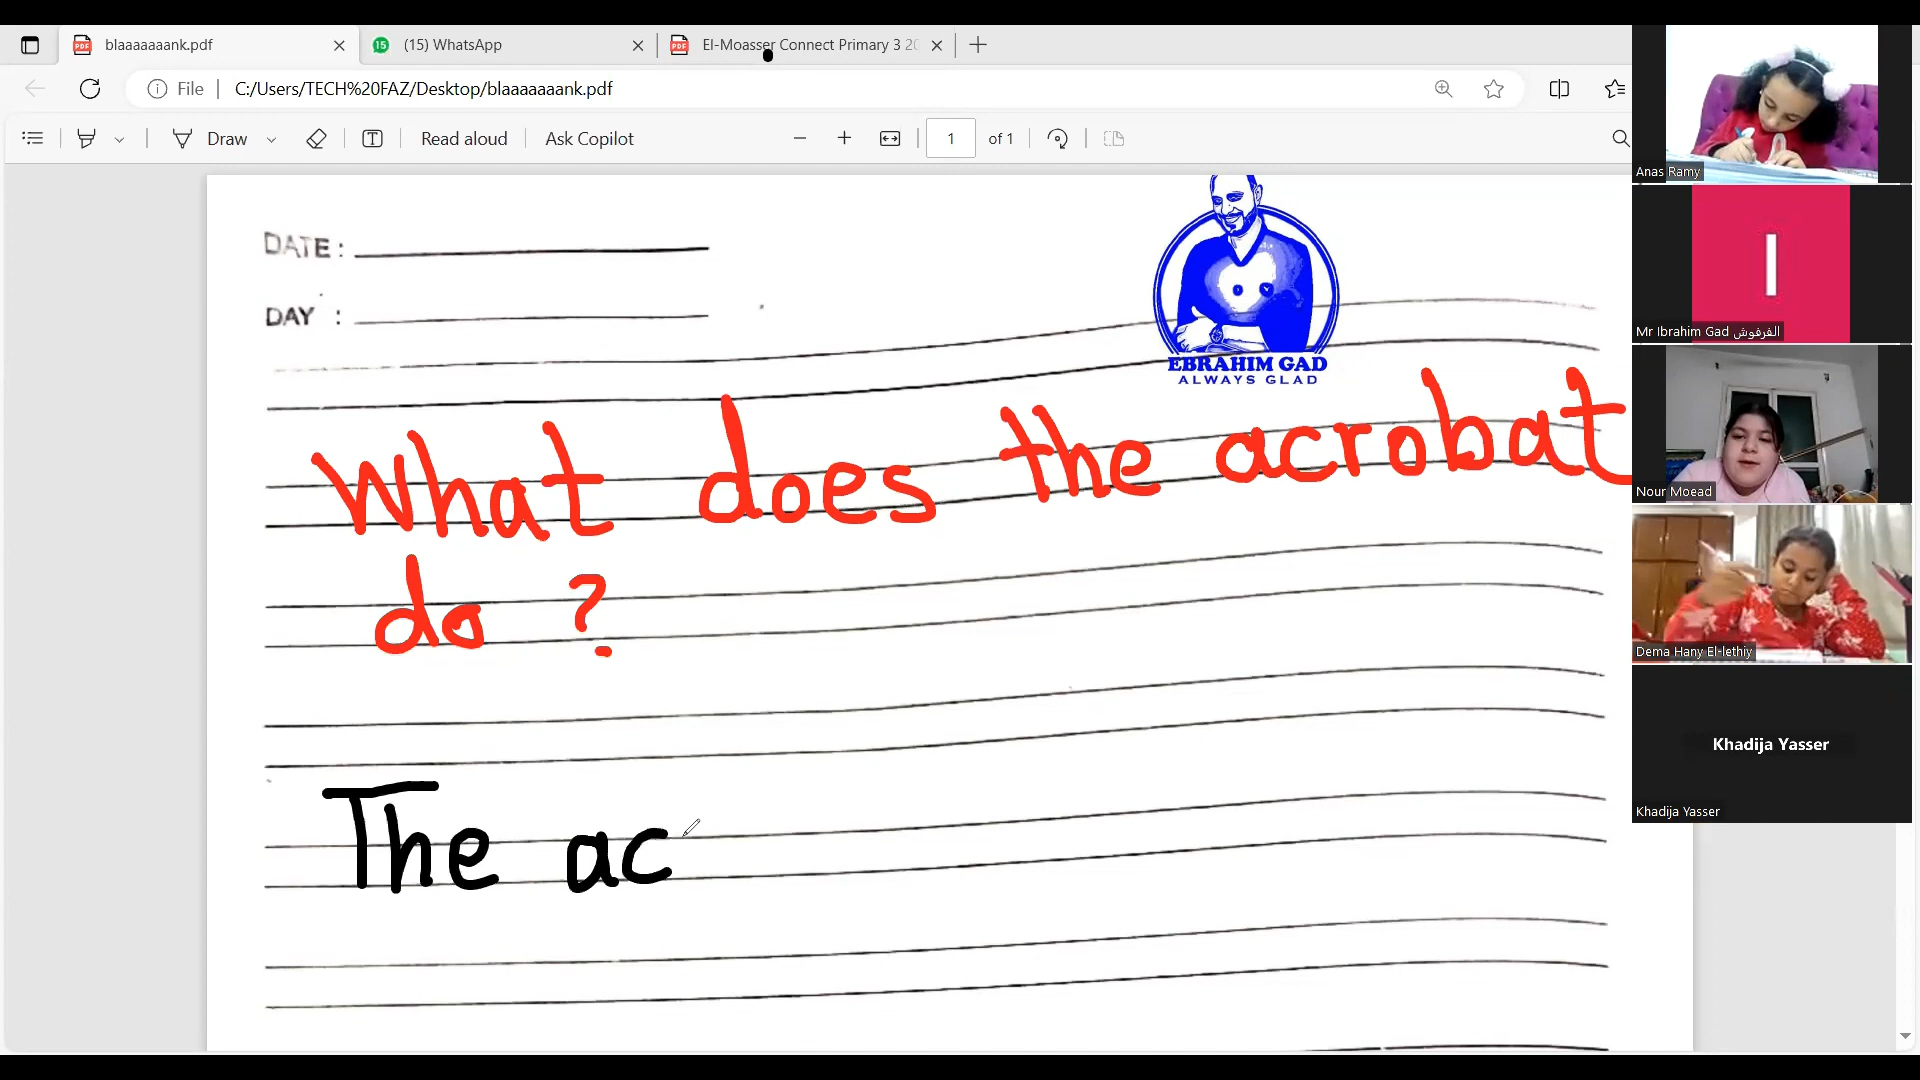 blaaaaaaank.pdf
(15) WhatsApp
El-Moasser Connect Primary 3 20
File C:/Users/TECH%20FAZ/Desktop/blaaaaaaank.pdf
Draw Read aloud Ask Copilot 1 of 1
DATE :
DAY :
EBRAHIM GAD
ALWAYS GLAD
What does the acrobat
do ?
The ac
Anas Ramy
I
Mr Ibrahim Gad الفرفوش
Nour Moead
Dema Hany El-lethiy
Khadija Yasser
Khadija Yasser